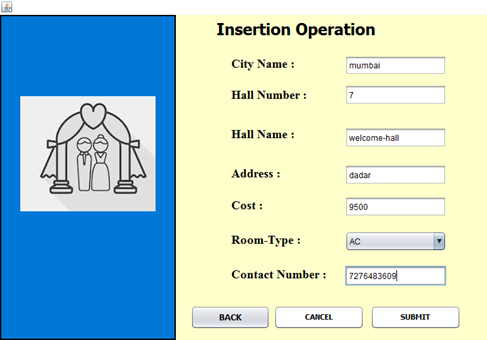 Insertion Operation
City Name : mumbai
Hall Number : 7
Hall Name : welcome-hall
Address : dadar
Cost : 9500
Room-Type : AC
Contact Number : 7276483609
BACK CANCEL SUBMIT